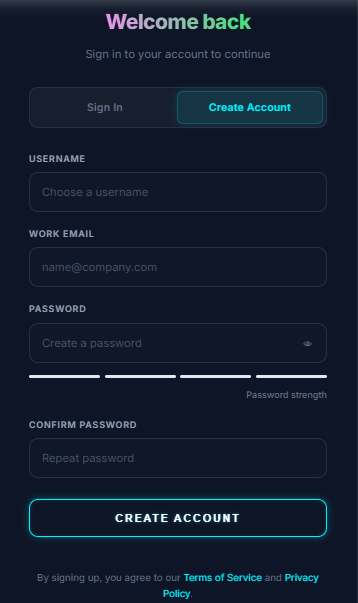 Welcome back
Sign in to your account to continue
Sign In
Create Account
USERNAME
Choose a username
WORK EMAIL
name@company.com
PASSWORD
Create a password
Password strength
CONFIRM PASSWORD
Repeat password
CREATE ACCOUNT
By signing up, you agree to our Terms of Service and Privacy
Policy.